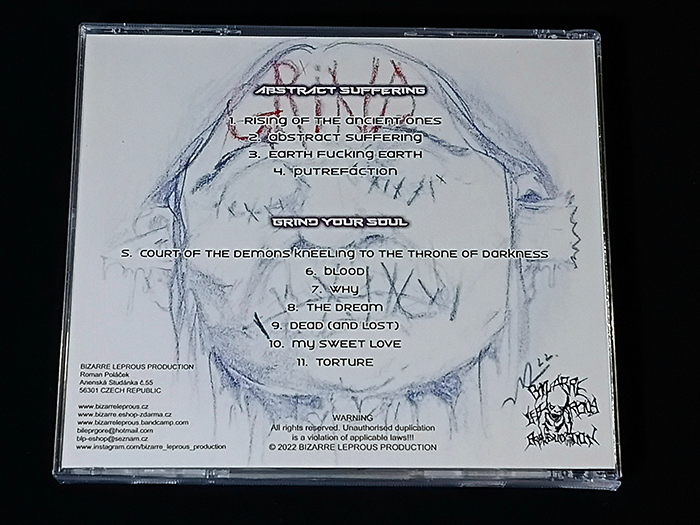 GRIND
ABSTRACT SUFFERING
1. RISING OF THE ANCIENT ONES
2. ABSTRACT SUFFERING
3. EARTH FUCKING EARTH
4. PUTREFACTION
GRIND YOUR SOUL
5. COURT OF THE DEMONS KNEELING TO THE THRONE OF DARKNESS
6. BLOOD
7. WHY
8. THE DREAM
9. DEAD (AND LOST)
10. MY SWEET LOVE
11. TORTURE
BIZARRE LEPROUS PRODUCTION
Roman Poláček
Anenská Studánka č.55
56301 CZECH REPUBLIC
www.bizarreleprous.cz
www.bizarre.eshop-zdarma.cz
www.bizarreleprous.bandcamp.com
bileprgore@hotmail.com
blp-eshop@seznam.cz
www.instagram.com/bizarre_leprous_production
WARNING
All rights reserved. Unauthorised duplication
is a violation of applicable laws!!!
© 2022 BIZARRE LEPROUS PRODUCTION
BIZARRE
LEPROUS
PRODUCTION